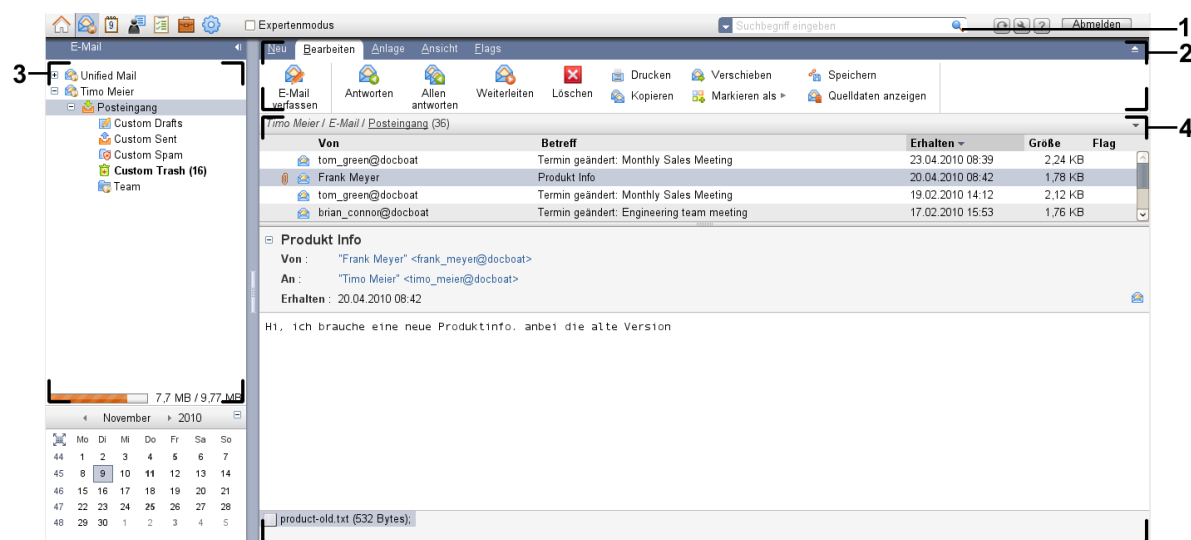 9 Expertenmodus Suchbegriff eingeben ? Abmelden 1
E-Mail Neu Bearbeiten Anlage Ansicht Flags 2
3 Unified Mail
Timo Meier
Posteingang
Custom Drafts
Custom Sent
Custom Spam
Custom Trash (16)
Team
E-Mail verfassen
Antworten
Allen antworten
Weiterleiten
Löschen
Drucken Verschieben Speichern
Kopieren Markieren als Quelldaten anzeigen
Timo Meier / E-Mail / Posteingang (36) 4
Von Betreff Erhalten Größe Flag
tom_green@docboat Termin geändert: Monthly Sales Meeting 23.04.2010 08:39 2,24 KB
Frank Meyer Produkt Info 20.04.2010 08:42 1,78 KB
tom_green@docboat Termin geändert: Monthly Sales Meeting 19.02.2010 14:12 2,12 KB
brian_connor@docboat Termin geändert: Engineering team meeting 17.02.2010 15:53 1,76 KB
Produkt Info
Von : "Frank Meyer" <frank_meyer@docboat>
An : "Timo Meier" <timo_meier@docboat>
Erhalten : 20.04.2010 08:42
Hi, ich brauche eine neue Produktinfo. anbei die alte Version
7,7 MB / 9,77 MB
November 2010
Mo Di Mi Do Fr Sa So
44 1 2 3 4 5 6 7
45 8 9 10 11 12 13 14
46 15 16 17 18 19 20 21
47 22 23 24 25 26 27 28
48 29 30 1 2 3 4 5
product-old.txt (532 Bytes);